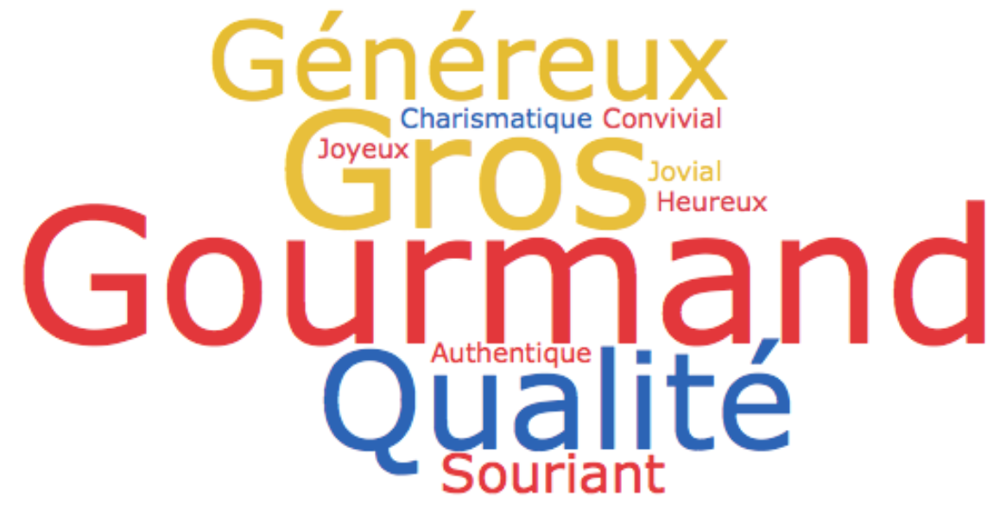 Généreux
Charismatique Convivial
Joyeux
Gros
Jovial
Heureux
Gourmand
Authentique
Qualité
Souriant